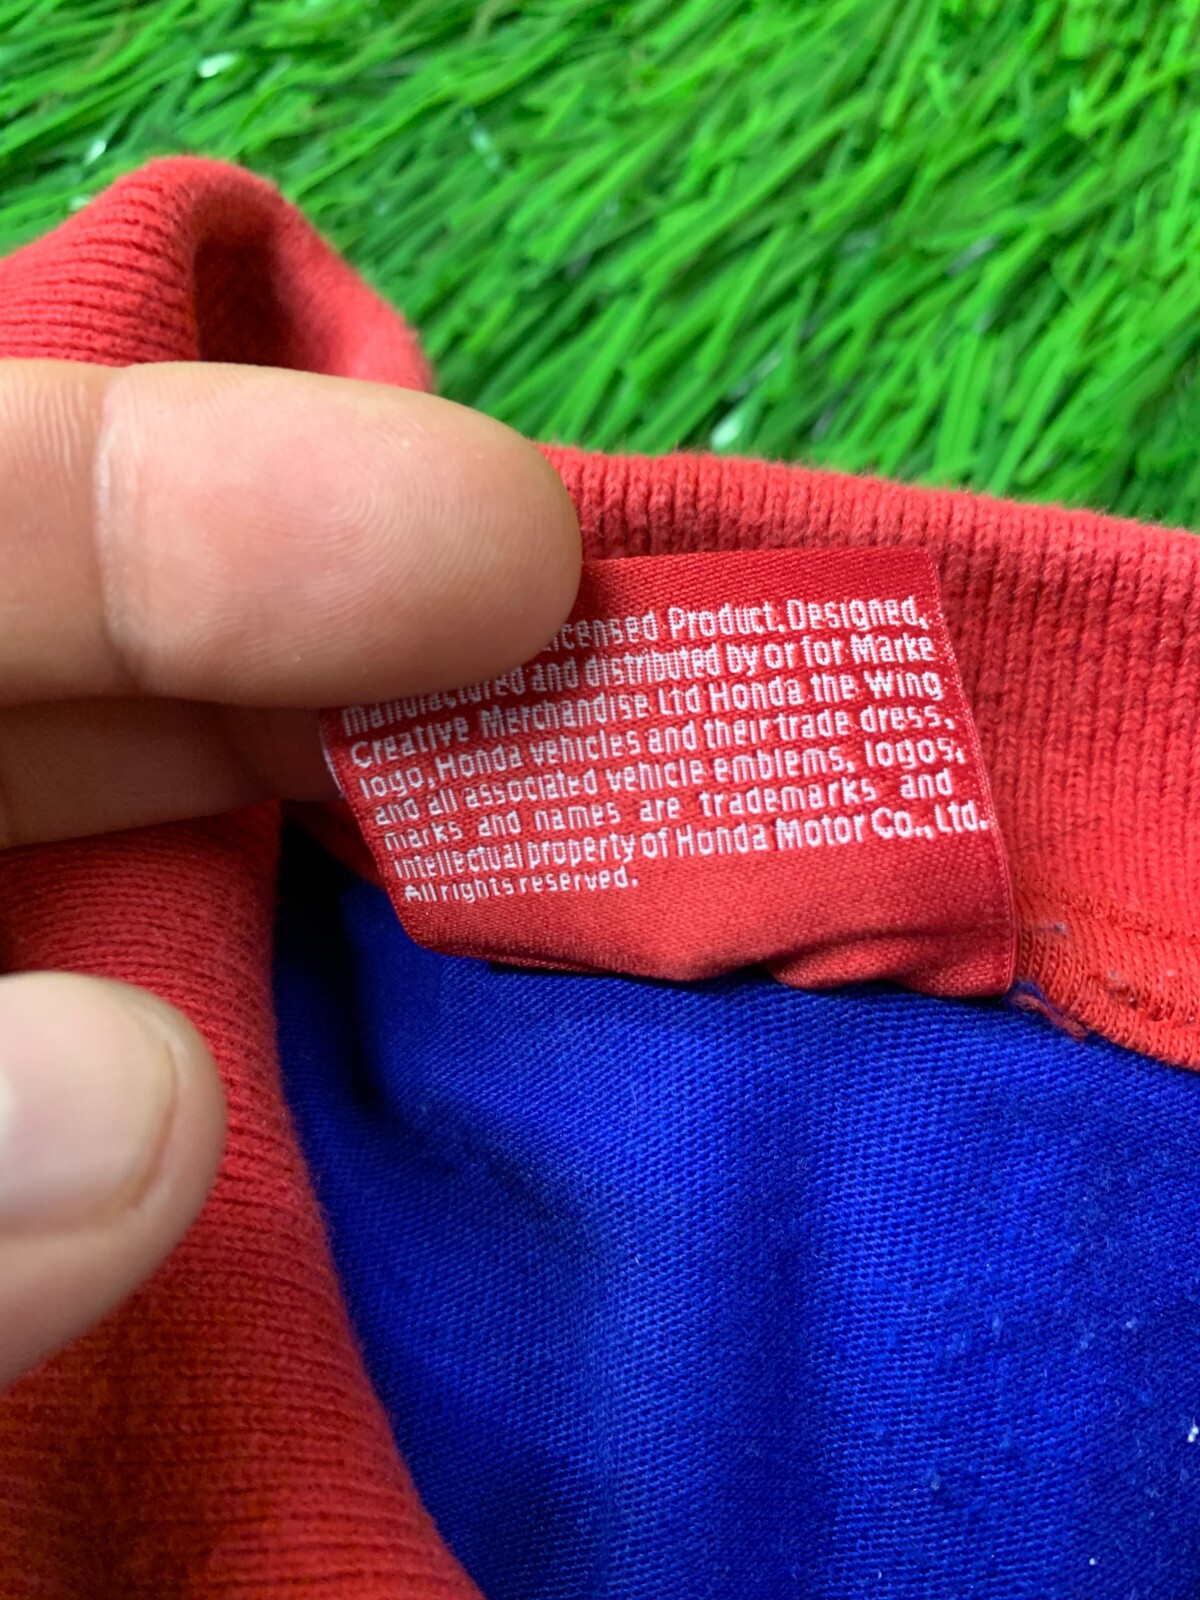 icensed Product. Designed,
manufactured and distributed by or for Marke
Creative Merchandise Ltd Honda the Wing
logo, Honda vehicles and their trade dress,
and all associated vehicle emblems, logos,
marks and names are trademarks and
intellectual property of Honda Motor Co., Ltd.
All rights reserved.